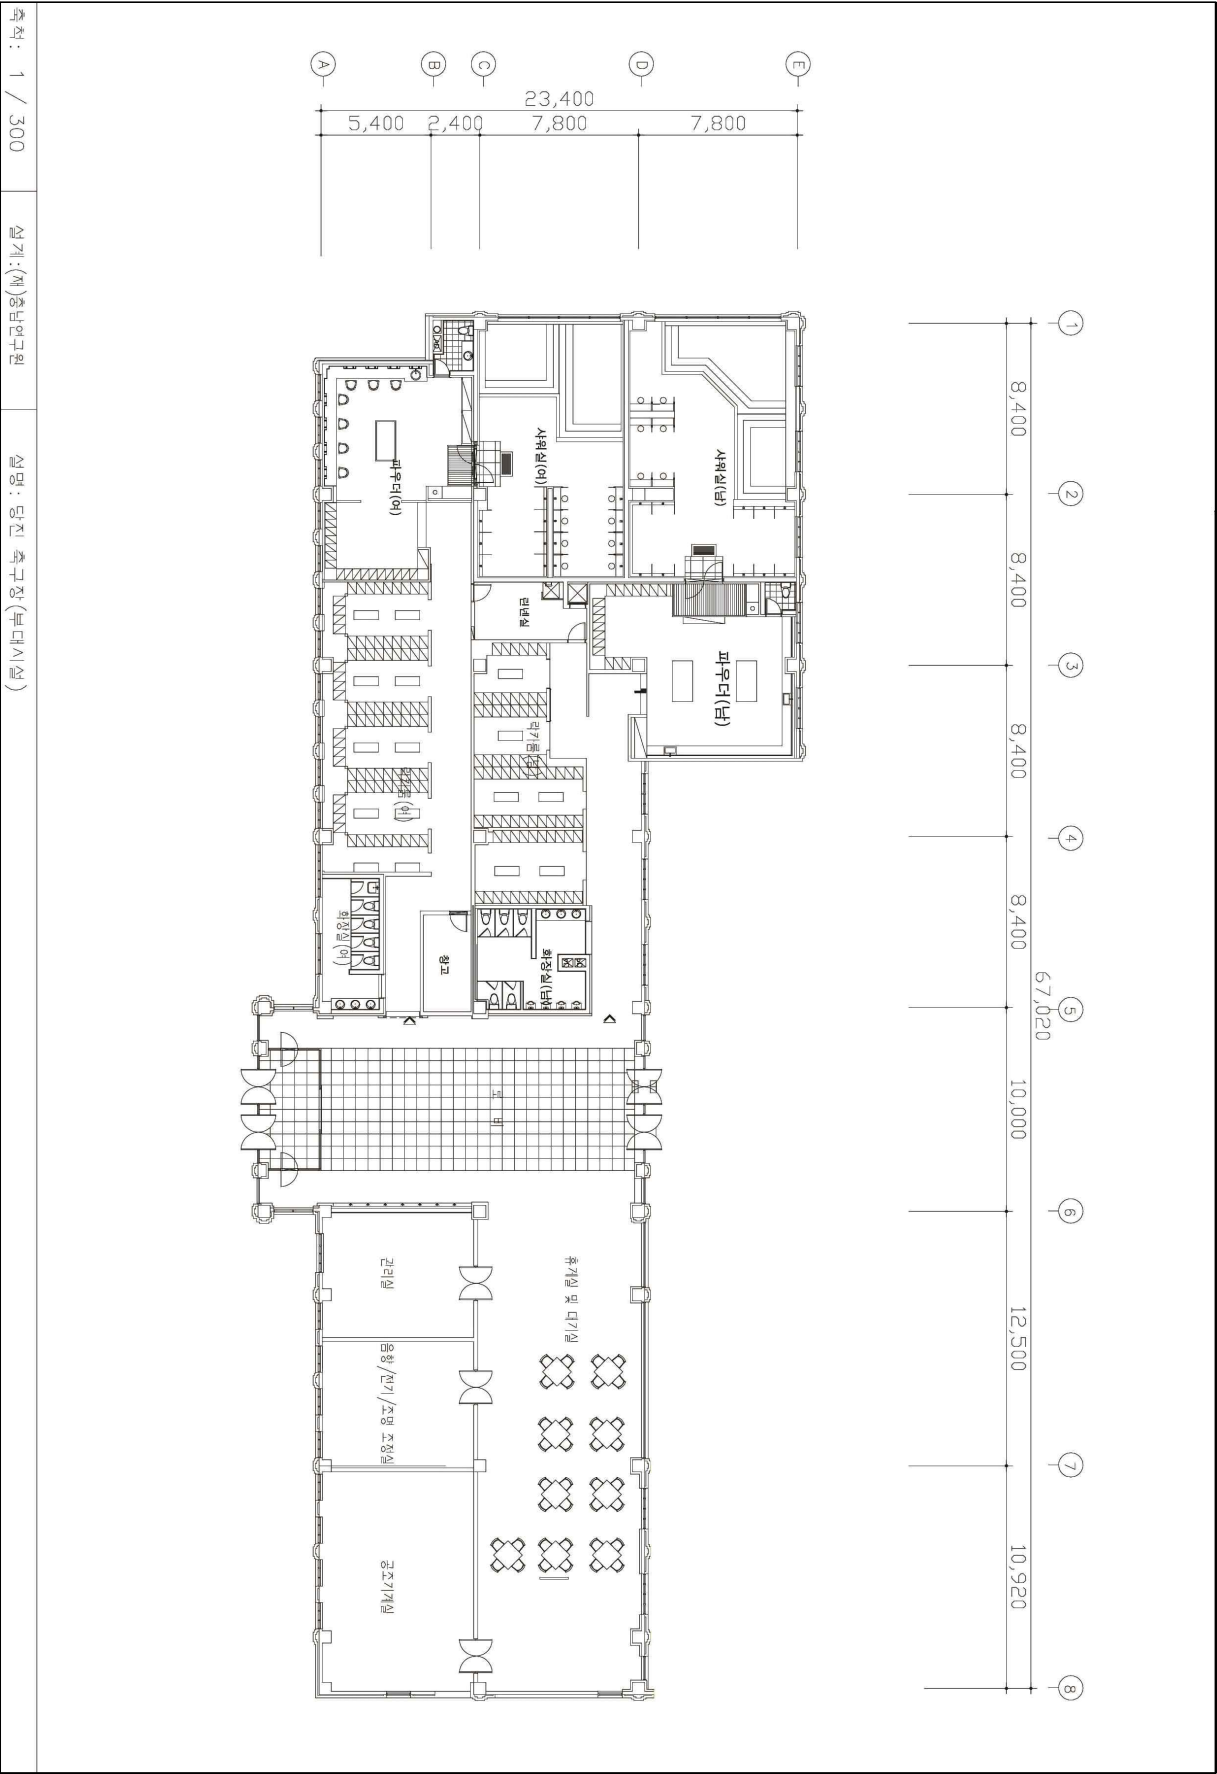 축척: 1 / 300
설계:(재)충남연구원
실명: 당진 축구장 (부대시설)
1
2
3
4
5
6
7
8
8,400
8,400
8,400
8,400
10,000
12,500
10,920
67,020
E
D
C
B
A
23,400
7,800
7,800
2,400
5,400
샤워실(남)
파우더(남)
샤워실(여)
린넨실
락카룸(남)
화장실(남)
휴게실 및 대기실
로 비
파우더(여)
락카룸(여)
창고
화장실(여)
관리실
음향/전기/조명 조정실
공조기계실